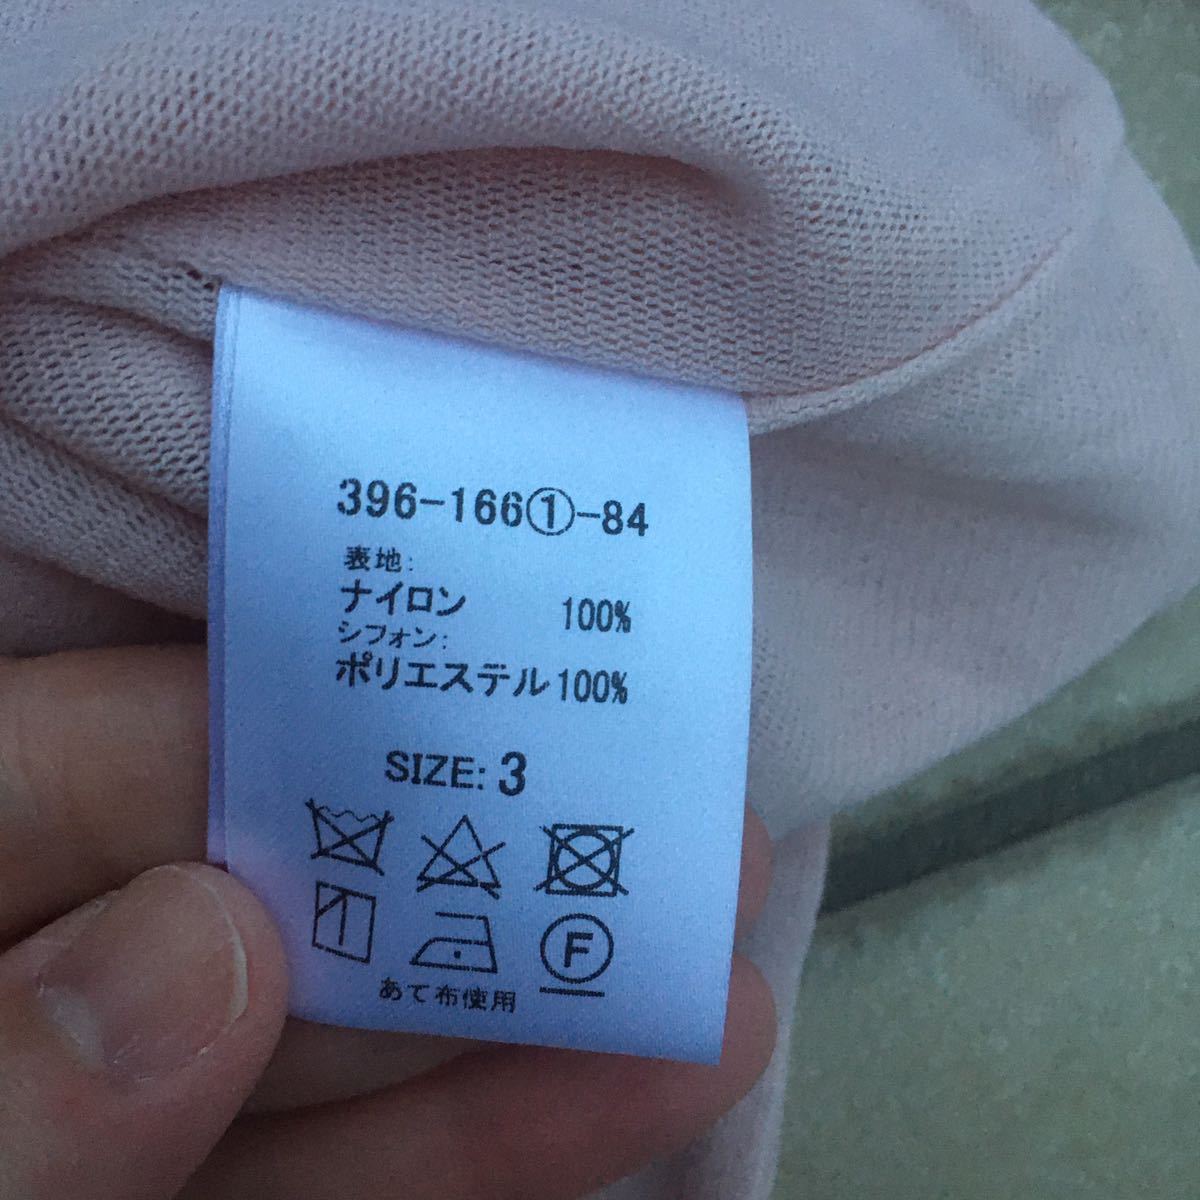 396-166①-84
表地:
ナイロン 100%
シフォン:
ポリエステル 100%
SIZE: 3
F
あて布使用